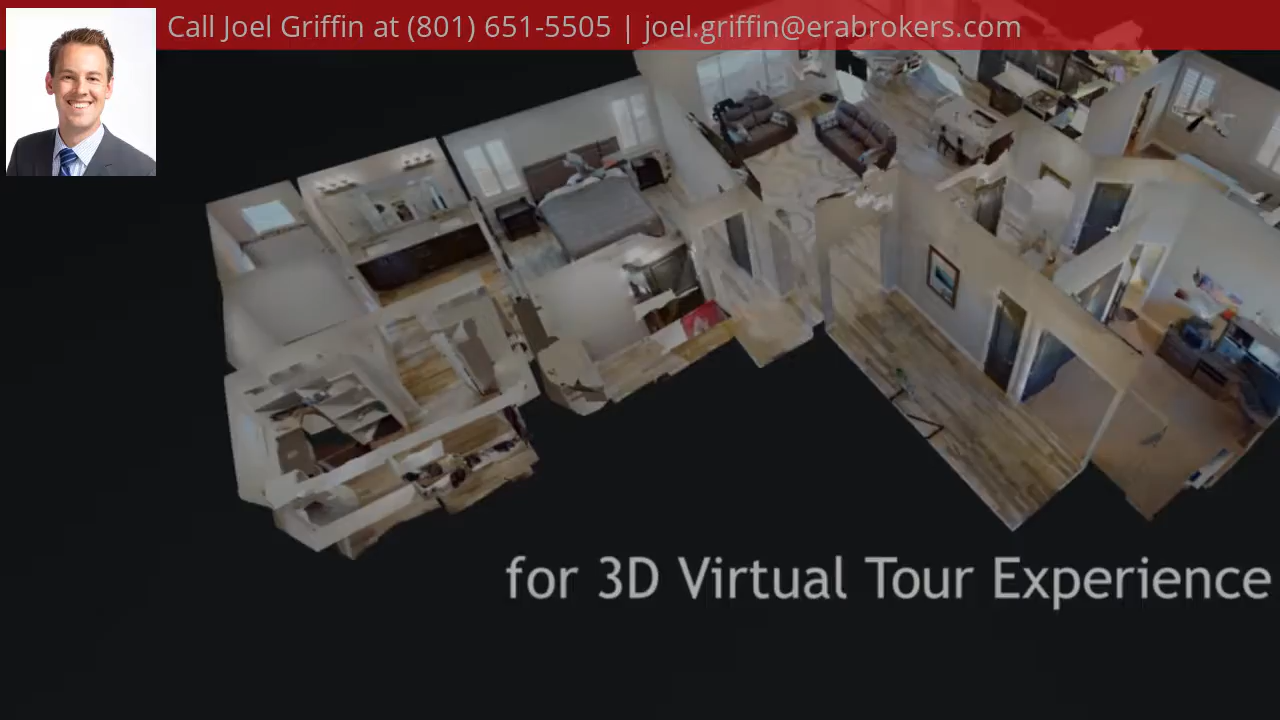 Call Joel Griffin at (801) 651-5505 | joel.griffin@erabrokers.com
for 3D Virtual Tour Experience